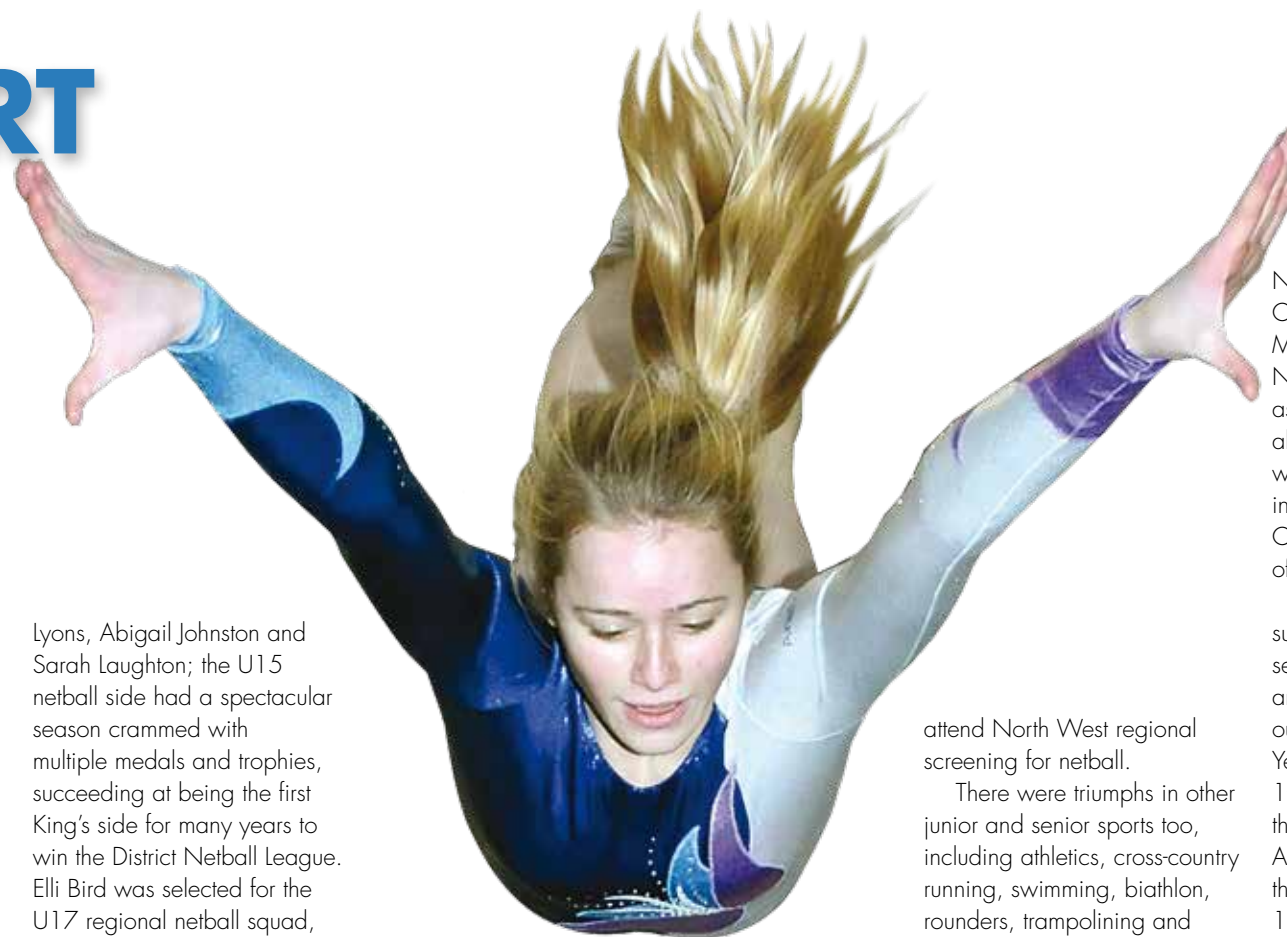 RT
Lyons, Abigail Johnston and
Sarah Laughton; the U15
netball side had a spectacular
season crammed with
multiple medals and trophies,
succeeding at being the first
King's side for many years to
win the District Netball League.
Elli Bird was selected for the
U17 regional netball squad,
attend North West regional
screening for netball.
There were triumphs in other
junior and senior sports too,
including athletics, cross-country
running, swimming, biathlon,
rounders, trampolining and